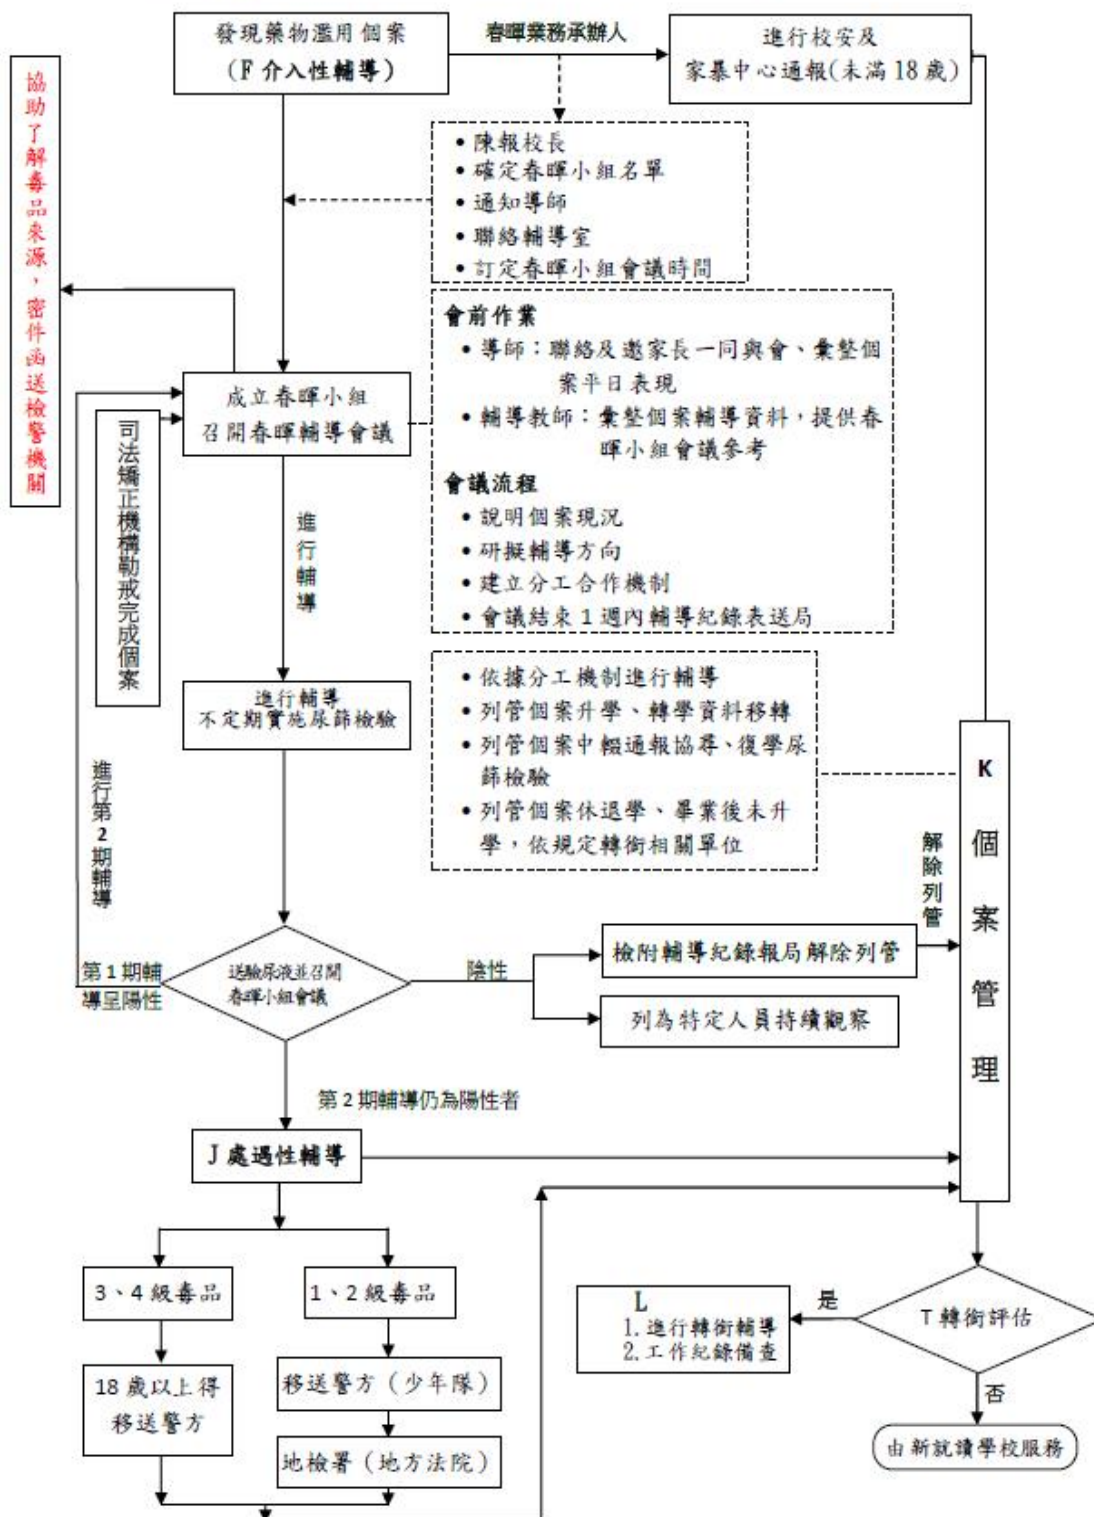 發現藥物濫用個案
（F 介入性輔導）
春暉業務承辦人
進行校安及
家暴中心通報(未滿 18 歲)
協助了解毒品來源，密件函送檢警機關
• 陳報校長
• 確定春暉小組名單
• 通知導師
• 聯絡輔導室
• 訂定春暉小組會議時間
會前作業
• 導師：聯絡及邀家長一同與會、彙整個
案平日表現
• 輔導教師：彙整個案輔導資料，提供春
暉小組會議參考
會議流程
• 說明個案現況
• 研擬輔導方向
• 建立分工合作機制
• 會議結束 1 週內輔導紀錄表送局
成立春暉小組
召開春暉輔導會議
司法矯正機構勒戒完成個案
進行輔導
進行輔導
不定期實施尿篩檢驗
• 依據分工機制進行輔導
• 列管個案升學、轉學資料移轉
• 列管個案中輟通報協尋、復學尿
篩檢驗
• 列管個案休退學、畢業後未升
學，依規定轉銜相關單位
K 個案管理
解除列管
進行第 2 期輔導
第 1 期輔
導呈陽性
送驗尿液並召開
春暉小組會議
陰性
檢附輔導紀錄報局解除列管
列為特定人員持續觀察
第 2 期輔導仍為陽性者
J 處遇性輔導
3、4 級毒品
1、2 級毒品
18 歲以上得
移送警方
移送警方（少年隊）
地檢署（地方法院）
T 轉銜評估
是
L
1. 進行轉銜輔導
2. 工作紀錄備查
否
由新就讀學校服務